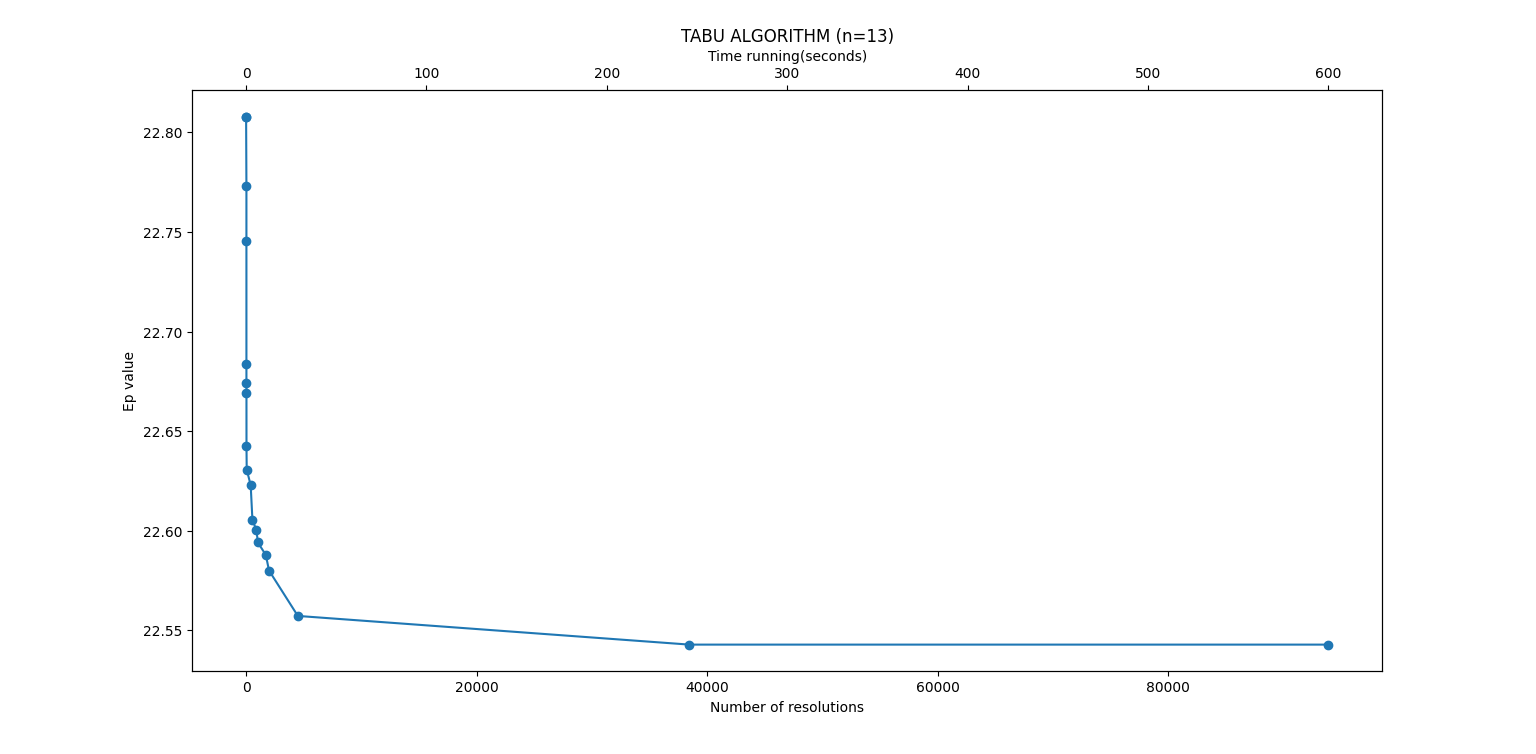 TABU ALGORITHM (n=13)
Time running(seconds)
0 100 200 300 400 500 600
22.80
22.75
22.70
22.65
22.60
22.55
Ep value
0 20000 40000 60000 80000
Number of resolutions